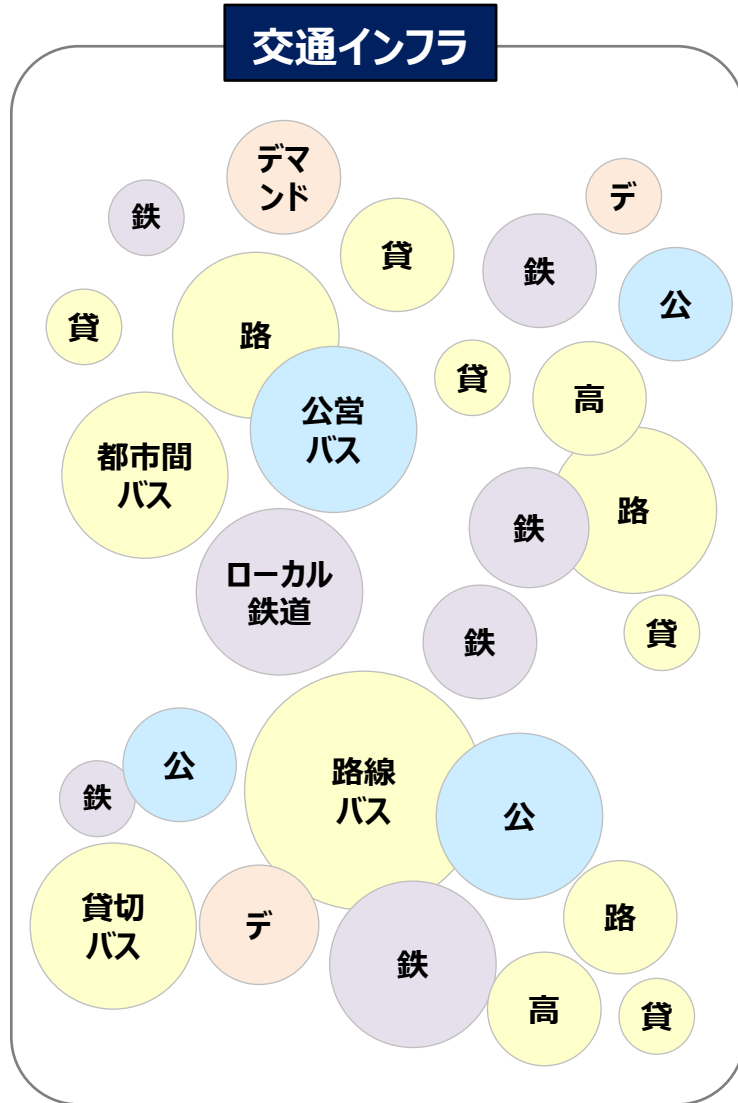 交通インフラ
デマ
ンド
デ
鉄
貸
鉄
公
貸
路
貸
高
公営
バス
都市間
バス
路
鉄
ローカル
鉄道
鉄
貸
公
鉄
路線
バス
公
貸切
バス
デ
路
鉄
高
貸